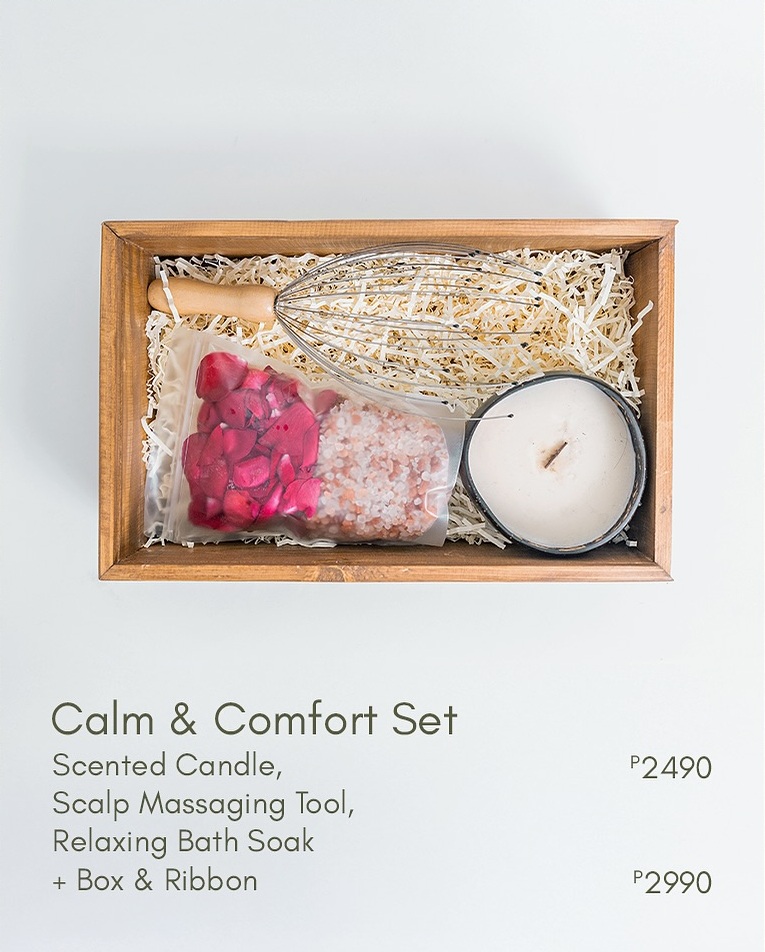 Calm & Comfort Set
Scented Candle, P2490
Scalp Massaging Tool,
Relaxing Bath Soak
+ Box & Ribbon P2990